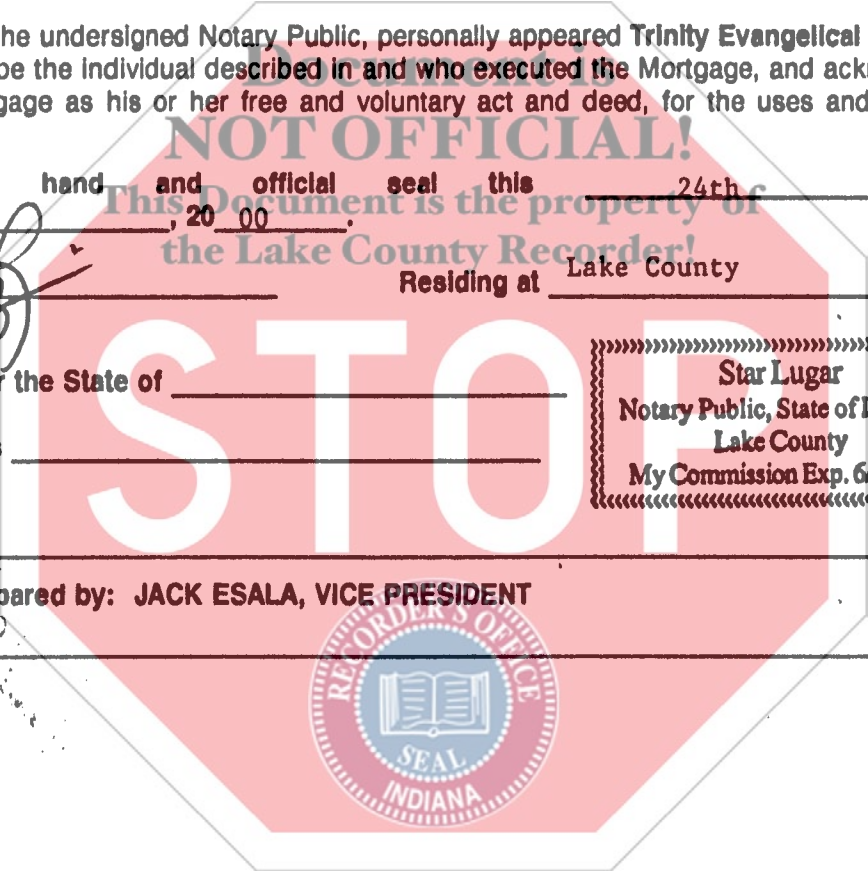 he undersigned Notary Public, personally appeared Trinity Evangelical
Document is
be the individual described in and who executed the Mortgage, and ackn
gage as his or her free and voluntary act and deed, for the uses and
NOT OFFICIAL!
hand and official seal this 24th
This Document is the property of
, 20 00 .
the Lake County Recorder!
Residing at Lake County
STOP
r the State of
Star Lugar
Notary Public, State of I
Lake County
My Commission Exp. 6
pared by: JACK ESALA, VICE PRESIDENT
RECORDER'S OFFICE
SEAL
INDIANA